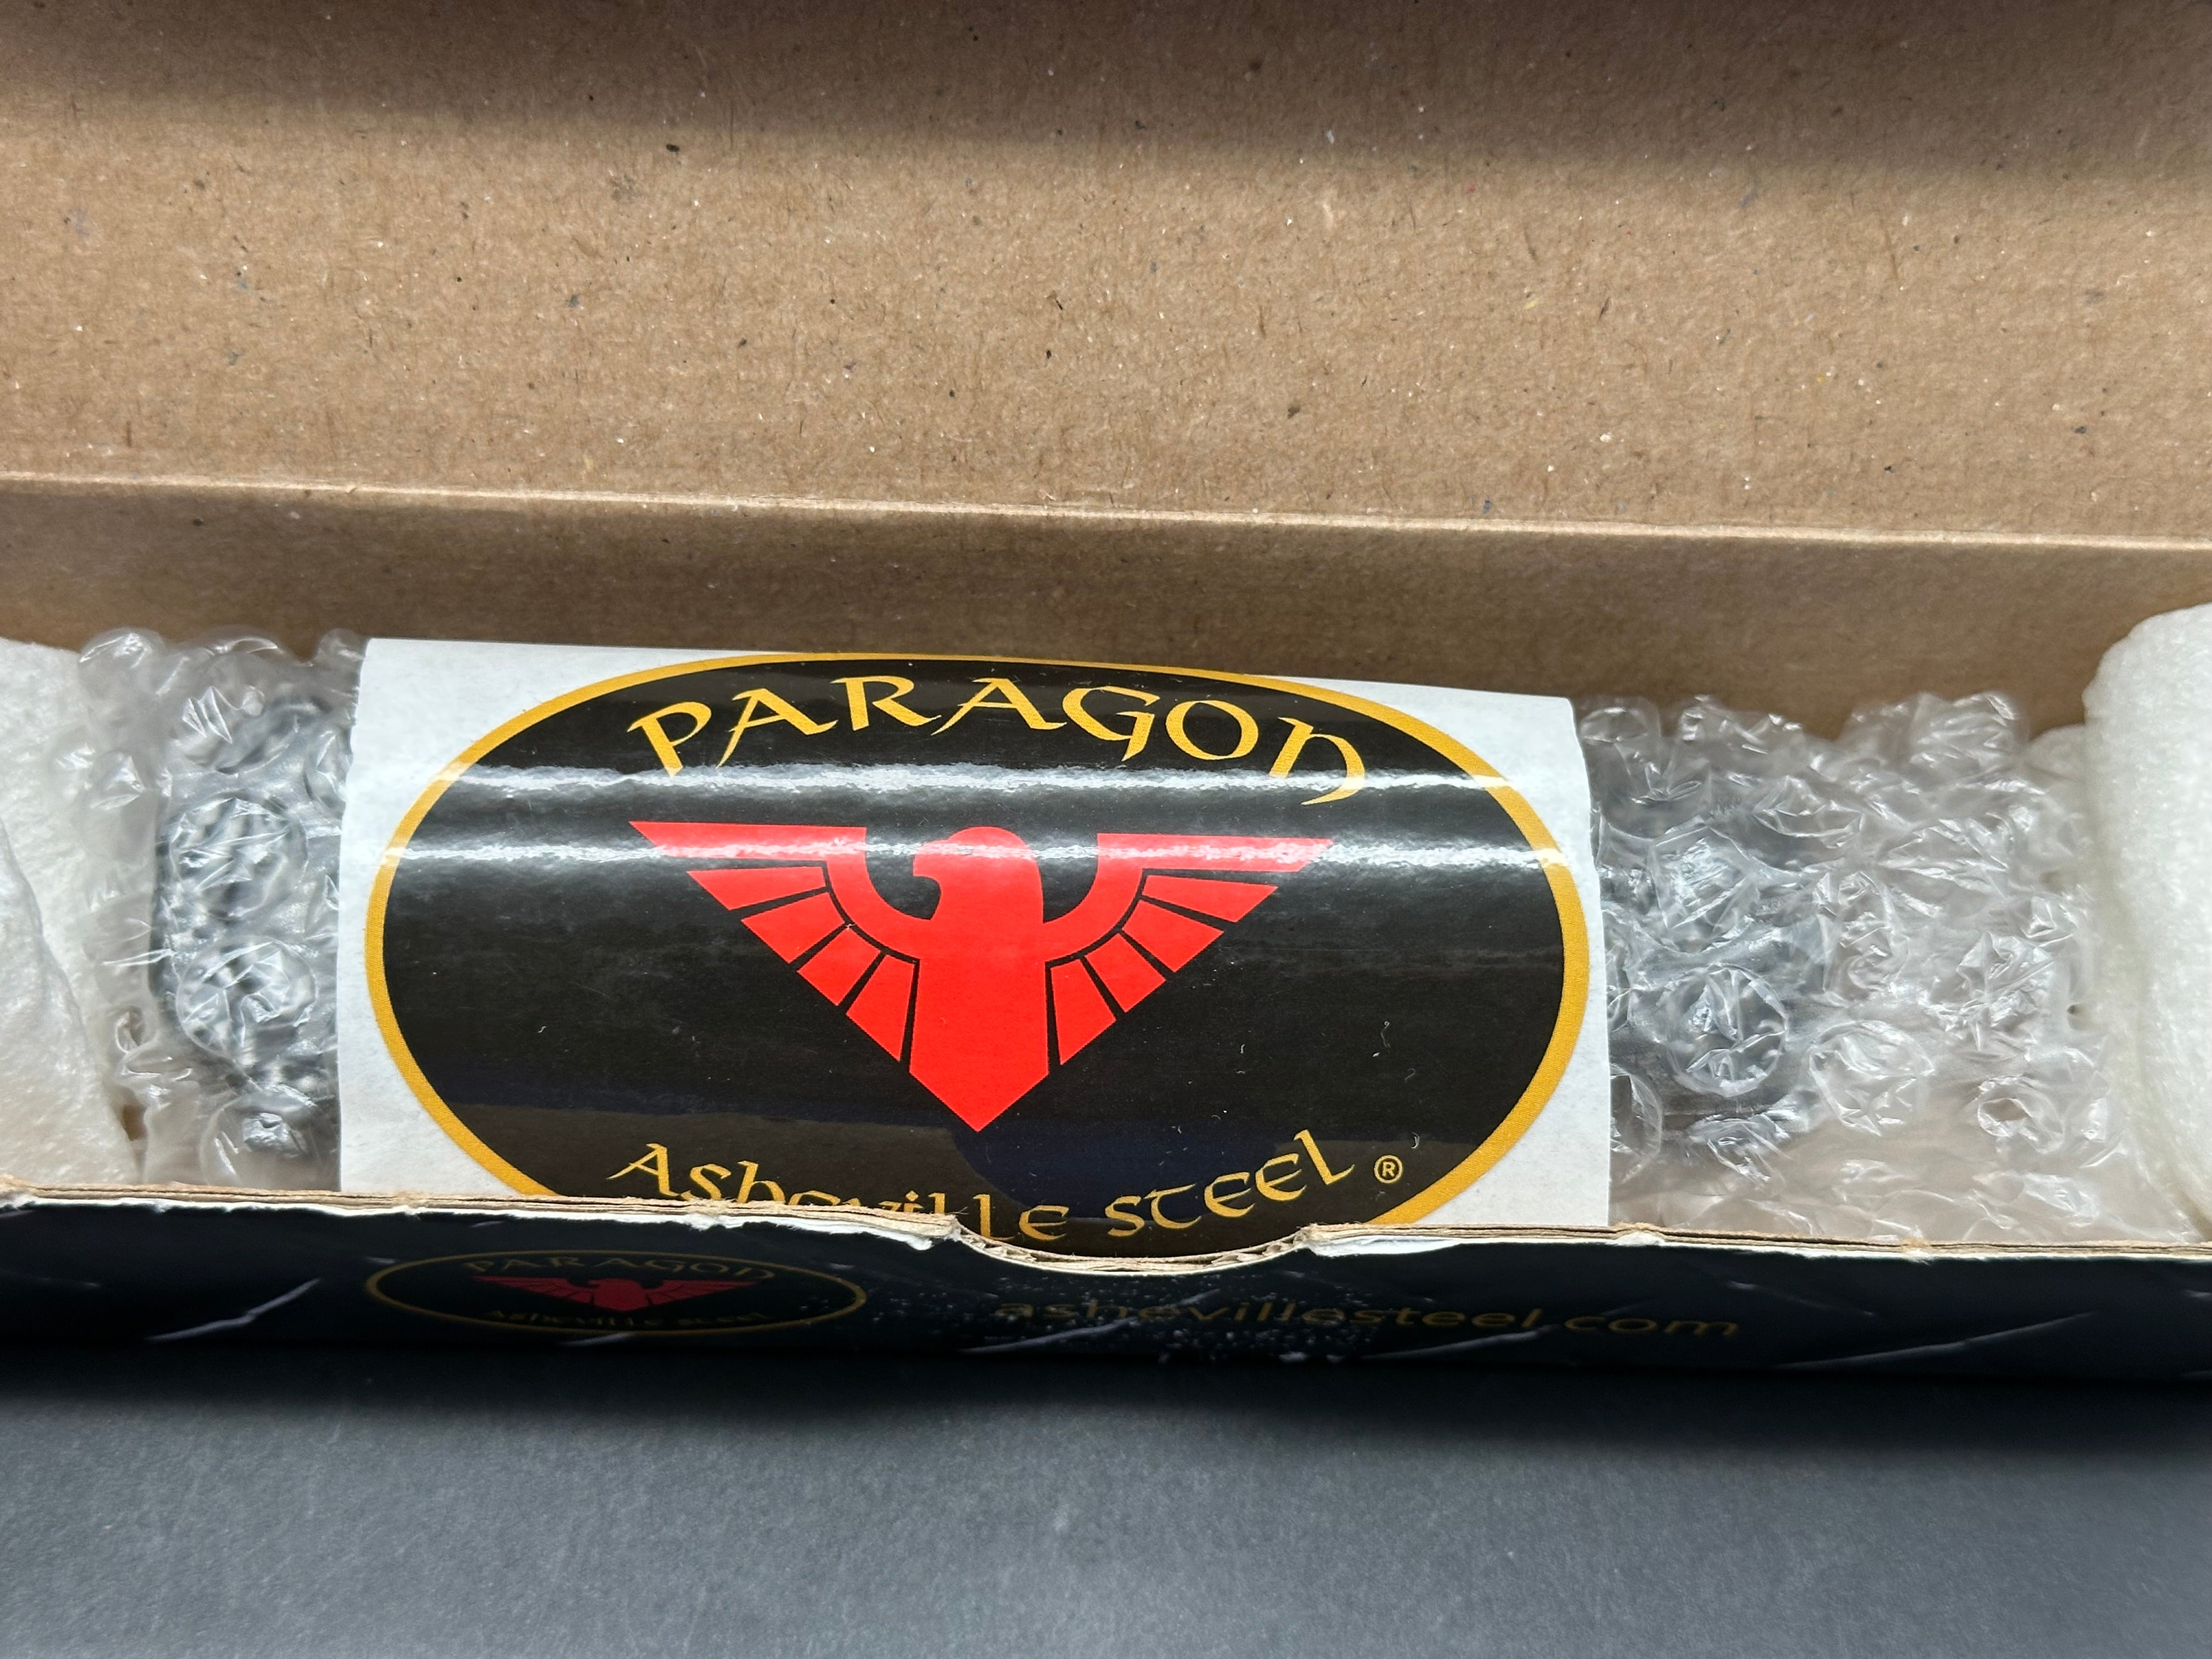 PARAGON
Asheville STEEL ®
PARAGON
Asheville STEEL
ashevillesteel.com